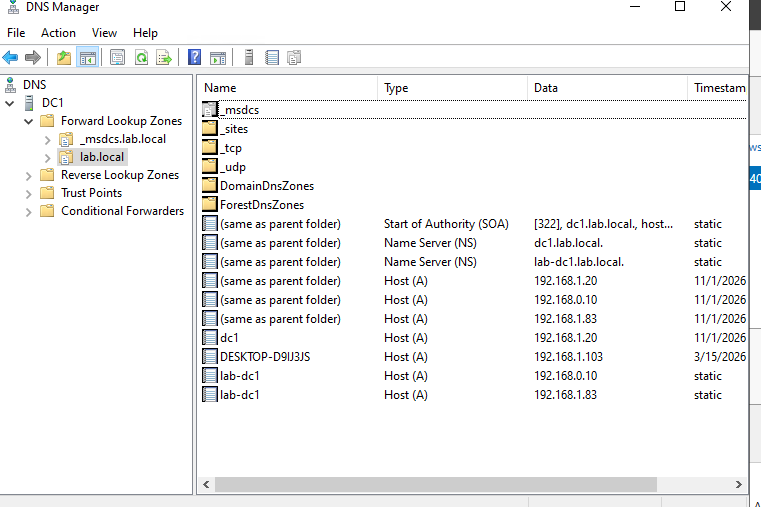 DNS Manager
File Action View Help
DNS
DC1
Forward Lookup Zones
_msdcs.lab.local
lab.local
Reverse Lookup Zones
Trust Points
Conditional Forwarders
Name Type Data Timestam
_msdcs
_sites
_tcp
_udp
DomainDnsZones
ForestDnsZones
(same as parent folder) Start of Authority (SOA) [322], dc1.lab.local., host... static
(same as parent folder) Name Server (NS) dc1.lab.local. static
(same as parent folder) Name Server (NS) lab-dc1.lab.local. static
(same as parent folder) Host (A) 192.168.1.20 11/1/2026
(same as parent folder) Host (A) 192.168.0.10 11/1/2026
(same as parent folder) Host (A) 192.168.1.83 11/1/2026
dc1 Host (A) 192.168.1.20 11/1/2026
DESKTOP-D9IJ3JS Host (A) 192.168.1.103 3/15/2026
lab-dc1 Host (A) 192.168.0.10 static
lab-dc1 Host (A) 192.168.1.83 static